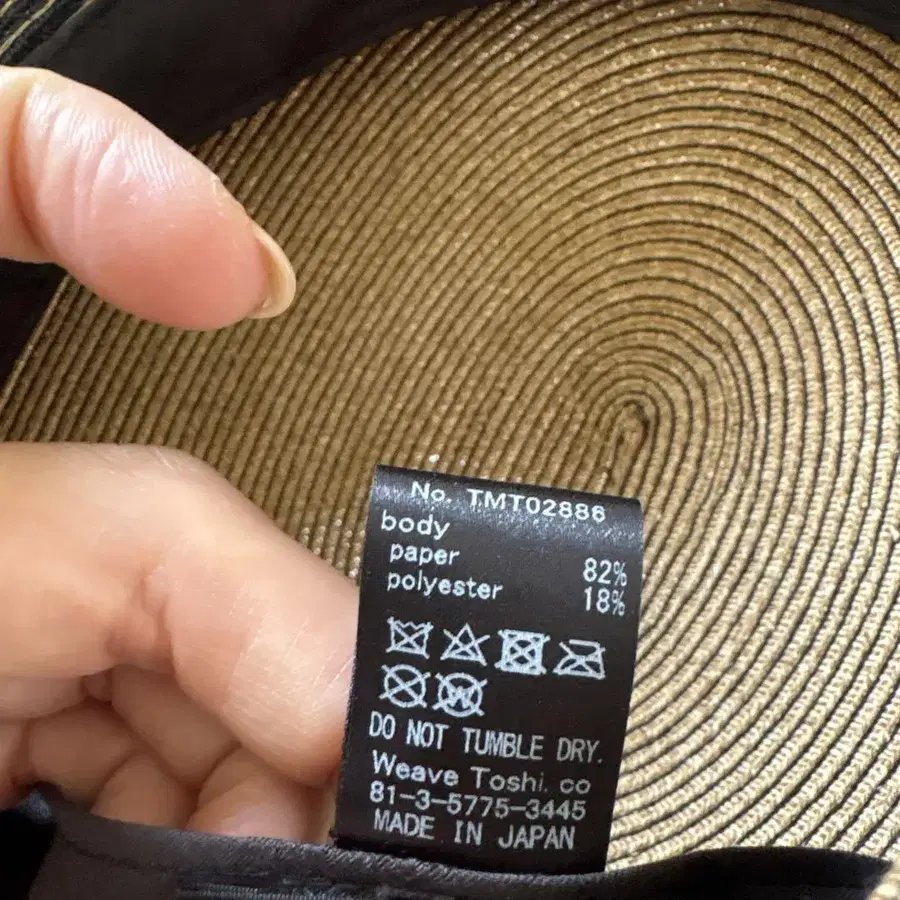 No. TMT02886
body
paper 82%
polyester 18%
DO NOT TUMBLE DRY.
Weave Toshi. co
81-3-5775-3445
MADE IN JAPAN